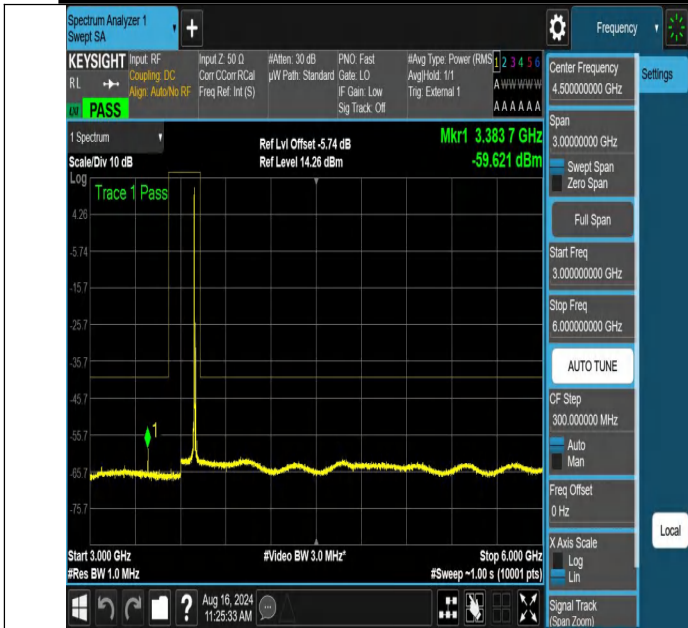 Spectrum Analyzer 1
Swept SA
Frequency
KEYSIGHT
RL
PASS
Input: RF
Coupling: DC
Align: Auto/No RF
Input Z: 50 Ω
Corr CCorr RCal
Freq Ref: Int (S)
#Atten: 30 dB
µW Path: Standard
PNO: Fast
Gate: LO
IF Gain: Low
Sig Track: Off
#Avg Type: Power (RMS
Avg|Hold: 1/1
Trig: External 1
1 2 3 4 5 6
A W W W W W
A A A A A A
1 Spectrum
Scale/Div 10 dB
Ref Lvl Offset -5.74 dB
Ref Level 14.26 dBm
Mkr1 3.383 7 GHz
-59.621 dBm
Log
Trace 1 Pass
4.26
-5.74
-15.7
-25.7
-35.7
-45.7
-55.7
-65.7
-75.7
1
Start 3.000 GHz
#Res BW 1.0 MHz
#Video BW 3.0 MHz*
Stop 6.000 GHz
#Sweep ~1.00 s (10001 pts)
Aug 16, 2024
11:25:33 AM
Center Frequency
4.500000000 GHz
Span
3.00000000 GHz
Swept Span
Zero Span
Full Span
Start Freq
3.000000000 GHz
Stop Freq
6.000000000 GHz
AUTO TUNE
CF Step
300.000000 MHz
Auto
Man
Freq Offset
0 Hz
X Axis Scale
Log
Lin
Signal Track
(Span Zoom)
Settings
Local